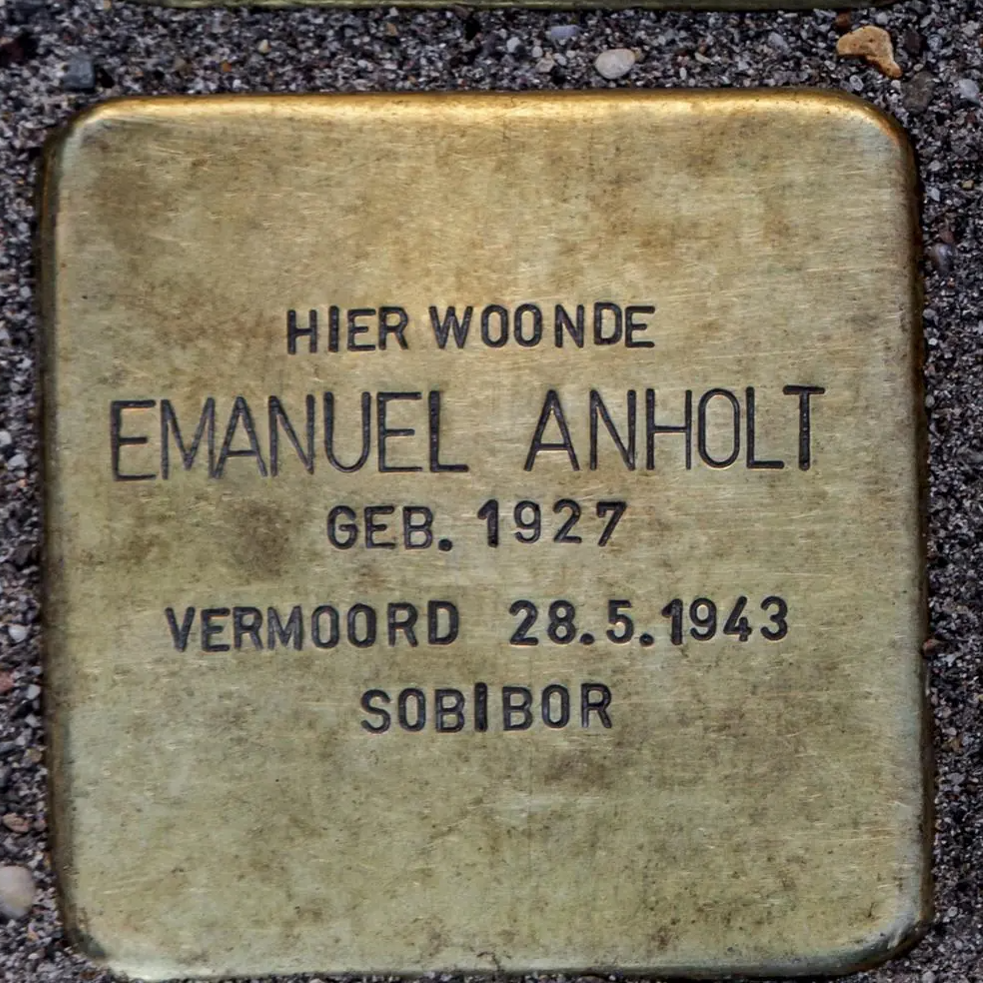 HIER WOONDE
EMANUEL ANHOLT
GEB. 1927
VERMOORD 28.5.1943
SOBIBOR